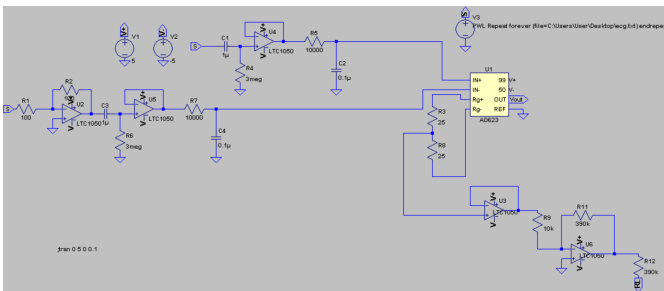 V1
5
V2
-5
S
C1
1µ
U4
LTC1050
R4
3meg
R5
10000
C2
0.1µ
V3
PWL Repeat forever (file=C:\Users\User\Desktop\ecg.txt) endrepeat
S
R1
100
R2
U2
LTC1050
C3
1µ
U5
LTC1050
R6
3meg
R7
10000
C4
0.1µ
U1
IN+ 99 V+
IN- 50 V-
Rg+ OUT Vout
Rg- REF
AD623
R3
25
R8
25
U3
LTC1050
R9
10k
R11
390k
U6
LTC1050
R12
390k
RL
.tran 0 5 0 0.1